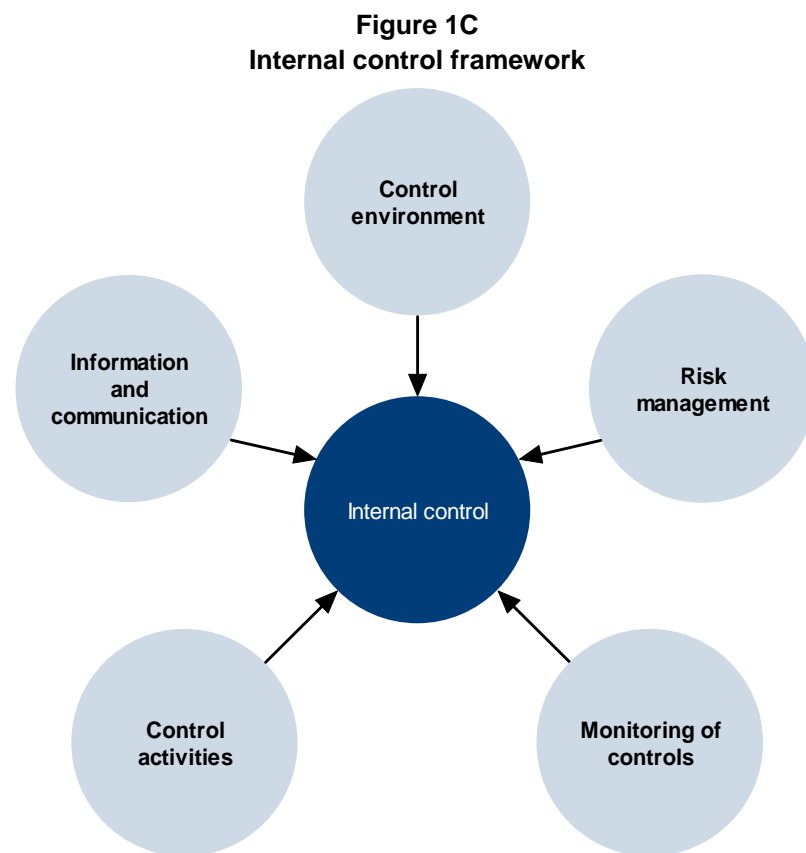 Figure 1C
Internal control framework
Control
environment
Information
and
communication
Risk
management
Internal control
Control
activities
Monitoring of
controls